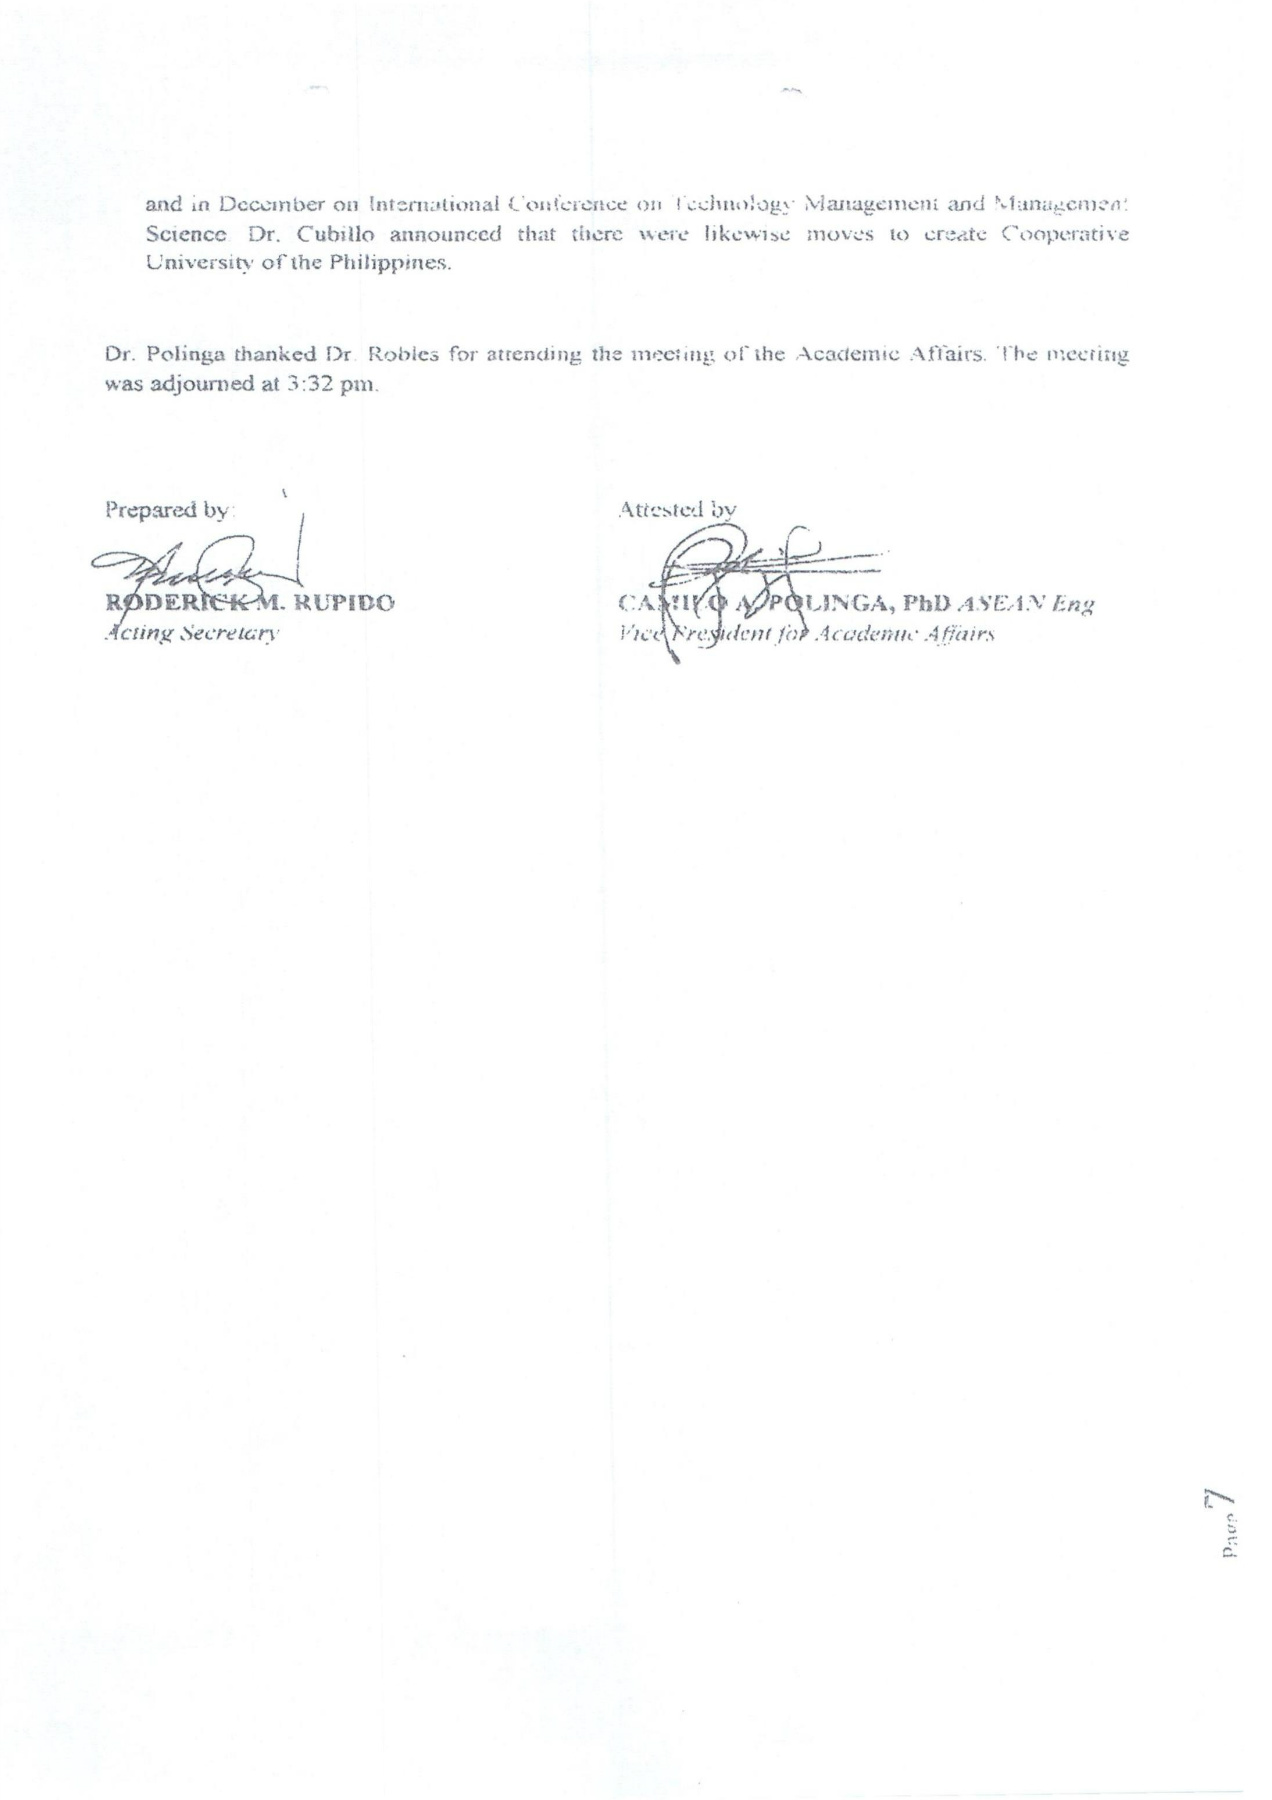 and in December on International Conference on Technology Management and Management
Science Dr. Cubillo announced that there were likewise moves to create Cooperative
University of the Philippines.
Dr. Polinga thanked Dr. Robles for attending the meeting of the Academic Affairs. The meeting
was adjourned at 3:32 pm.
Prepared by:
Attested by
RODERICK M. RUPIDO
CAMILO A. POLINGA, PhD ASEAN Eng
Acting Secretary
Vice President for Academic Affairs
Page 7